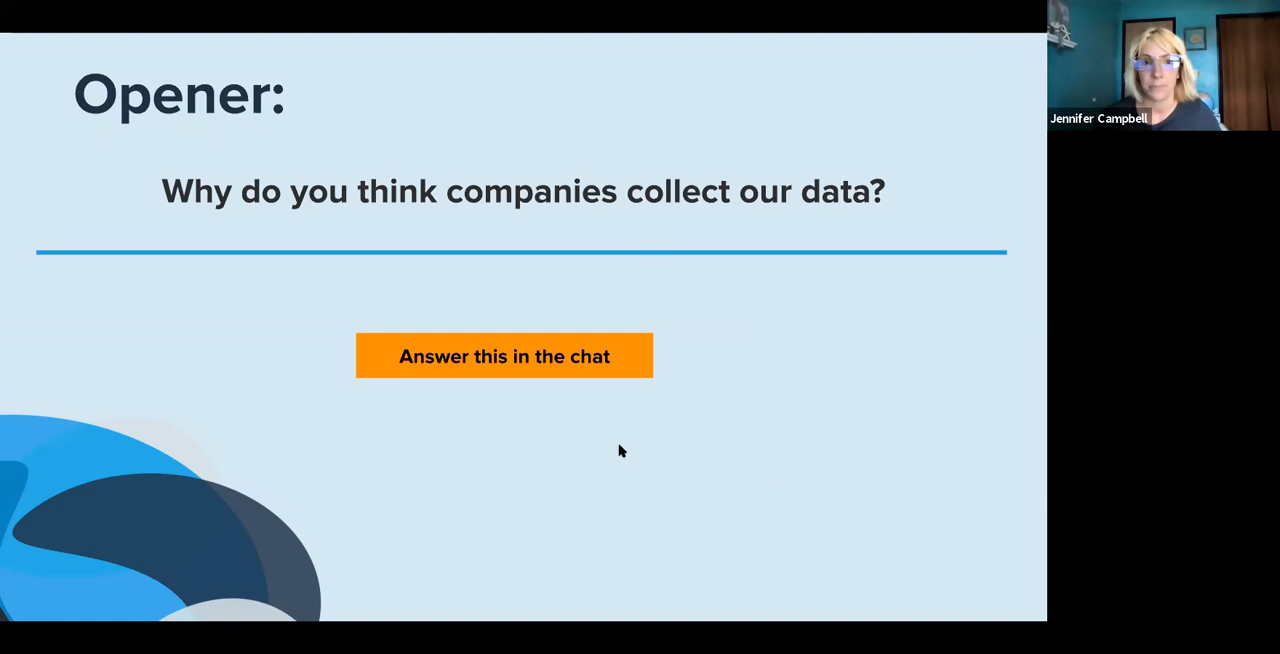 Opener:
Why do you think companies collect our data?
Answer this in the chat
Jennifer Campbell